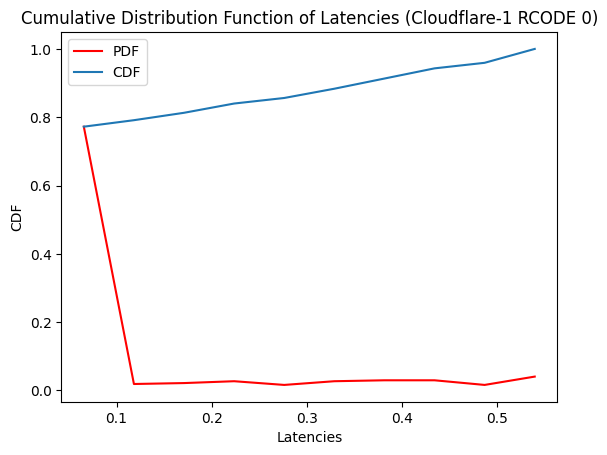 Cumulative Distribution Function of Latencies (Cloudflare-1 RCODE 0)
PDF
CDF
1.0
0.8
0.6
0.4
0.2
0.0
CDF
0.1 0.2 0.3 0.4 0.5
Latencies